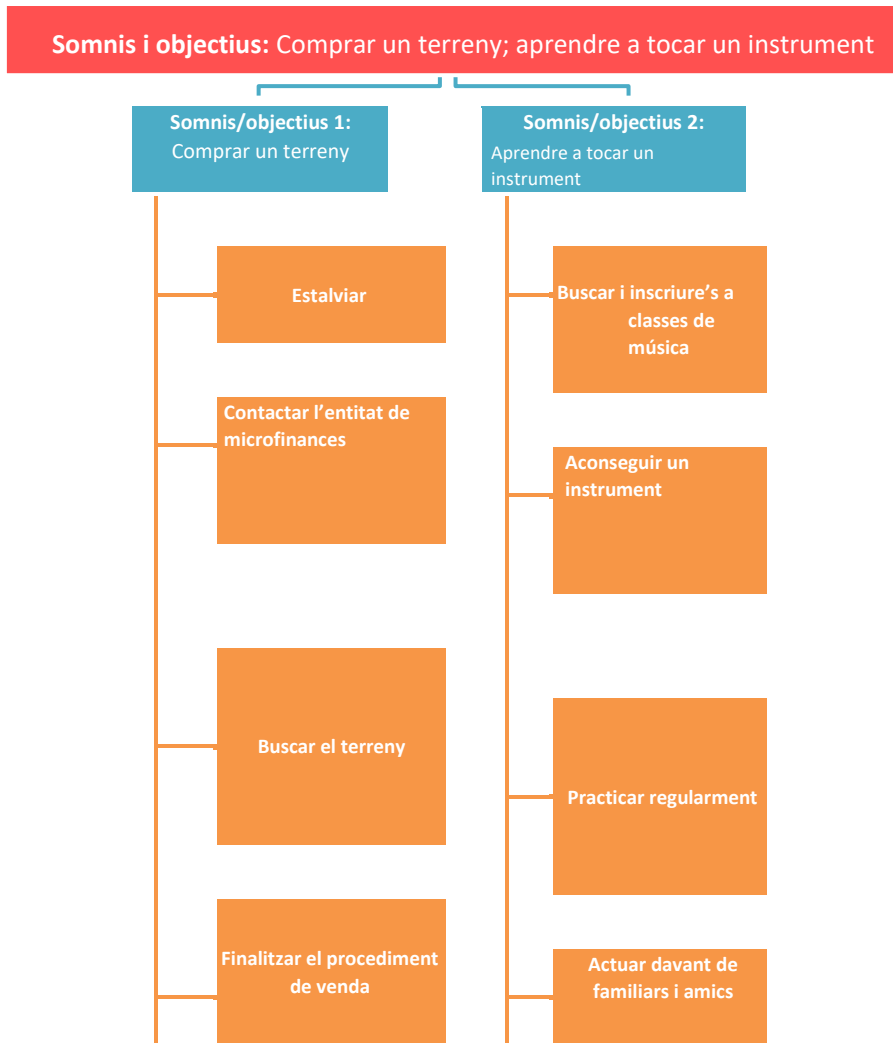 Somnis i objectius: Comprar un terreny; aprendre a tocar un instrument
Somnis/objectius 1:
Comprar un terreny
Estalviar
Contactar l’entitat de
microfinances
Buscar el terreny
Finalitzar el procediment
de venda
Somnis/objectius 2:
Aprendre a tocar un
instrument
Buscar i inscriure’s a
classes de
música
Aconseguir un
instrument
Practicar regularment
Actuar davant de
familiars i amics